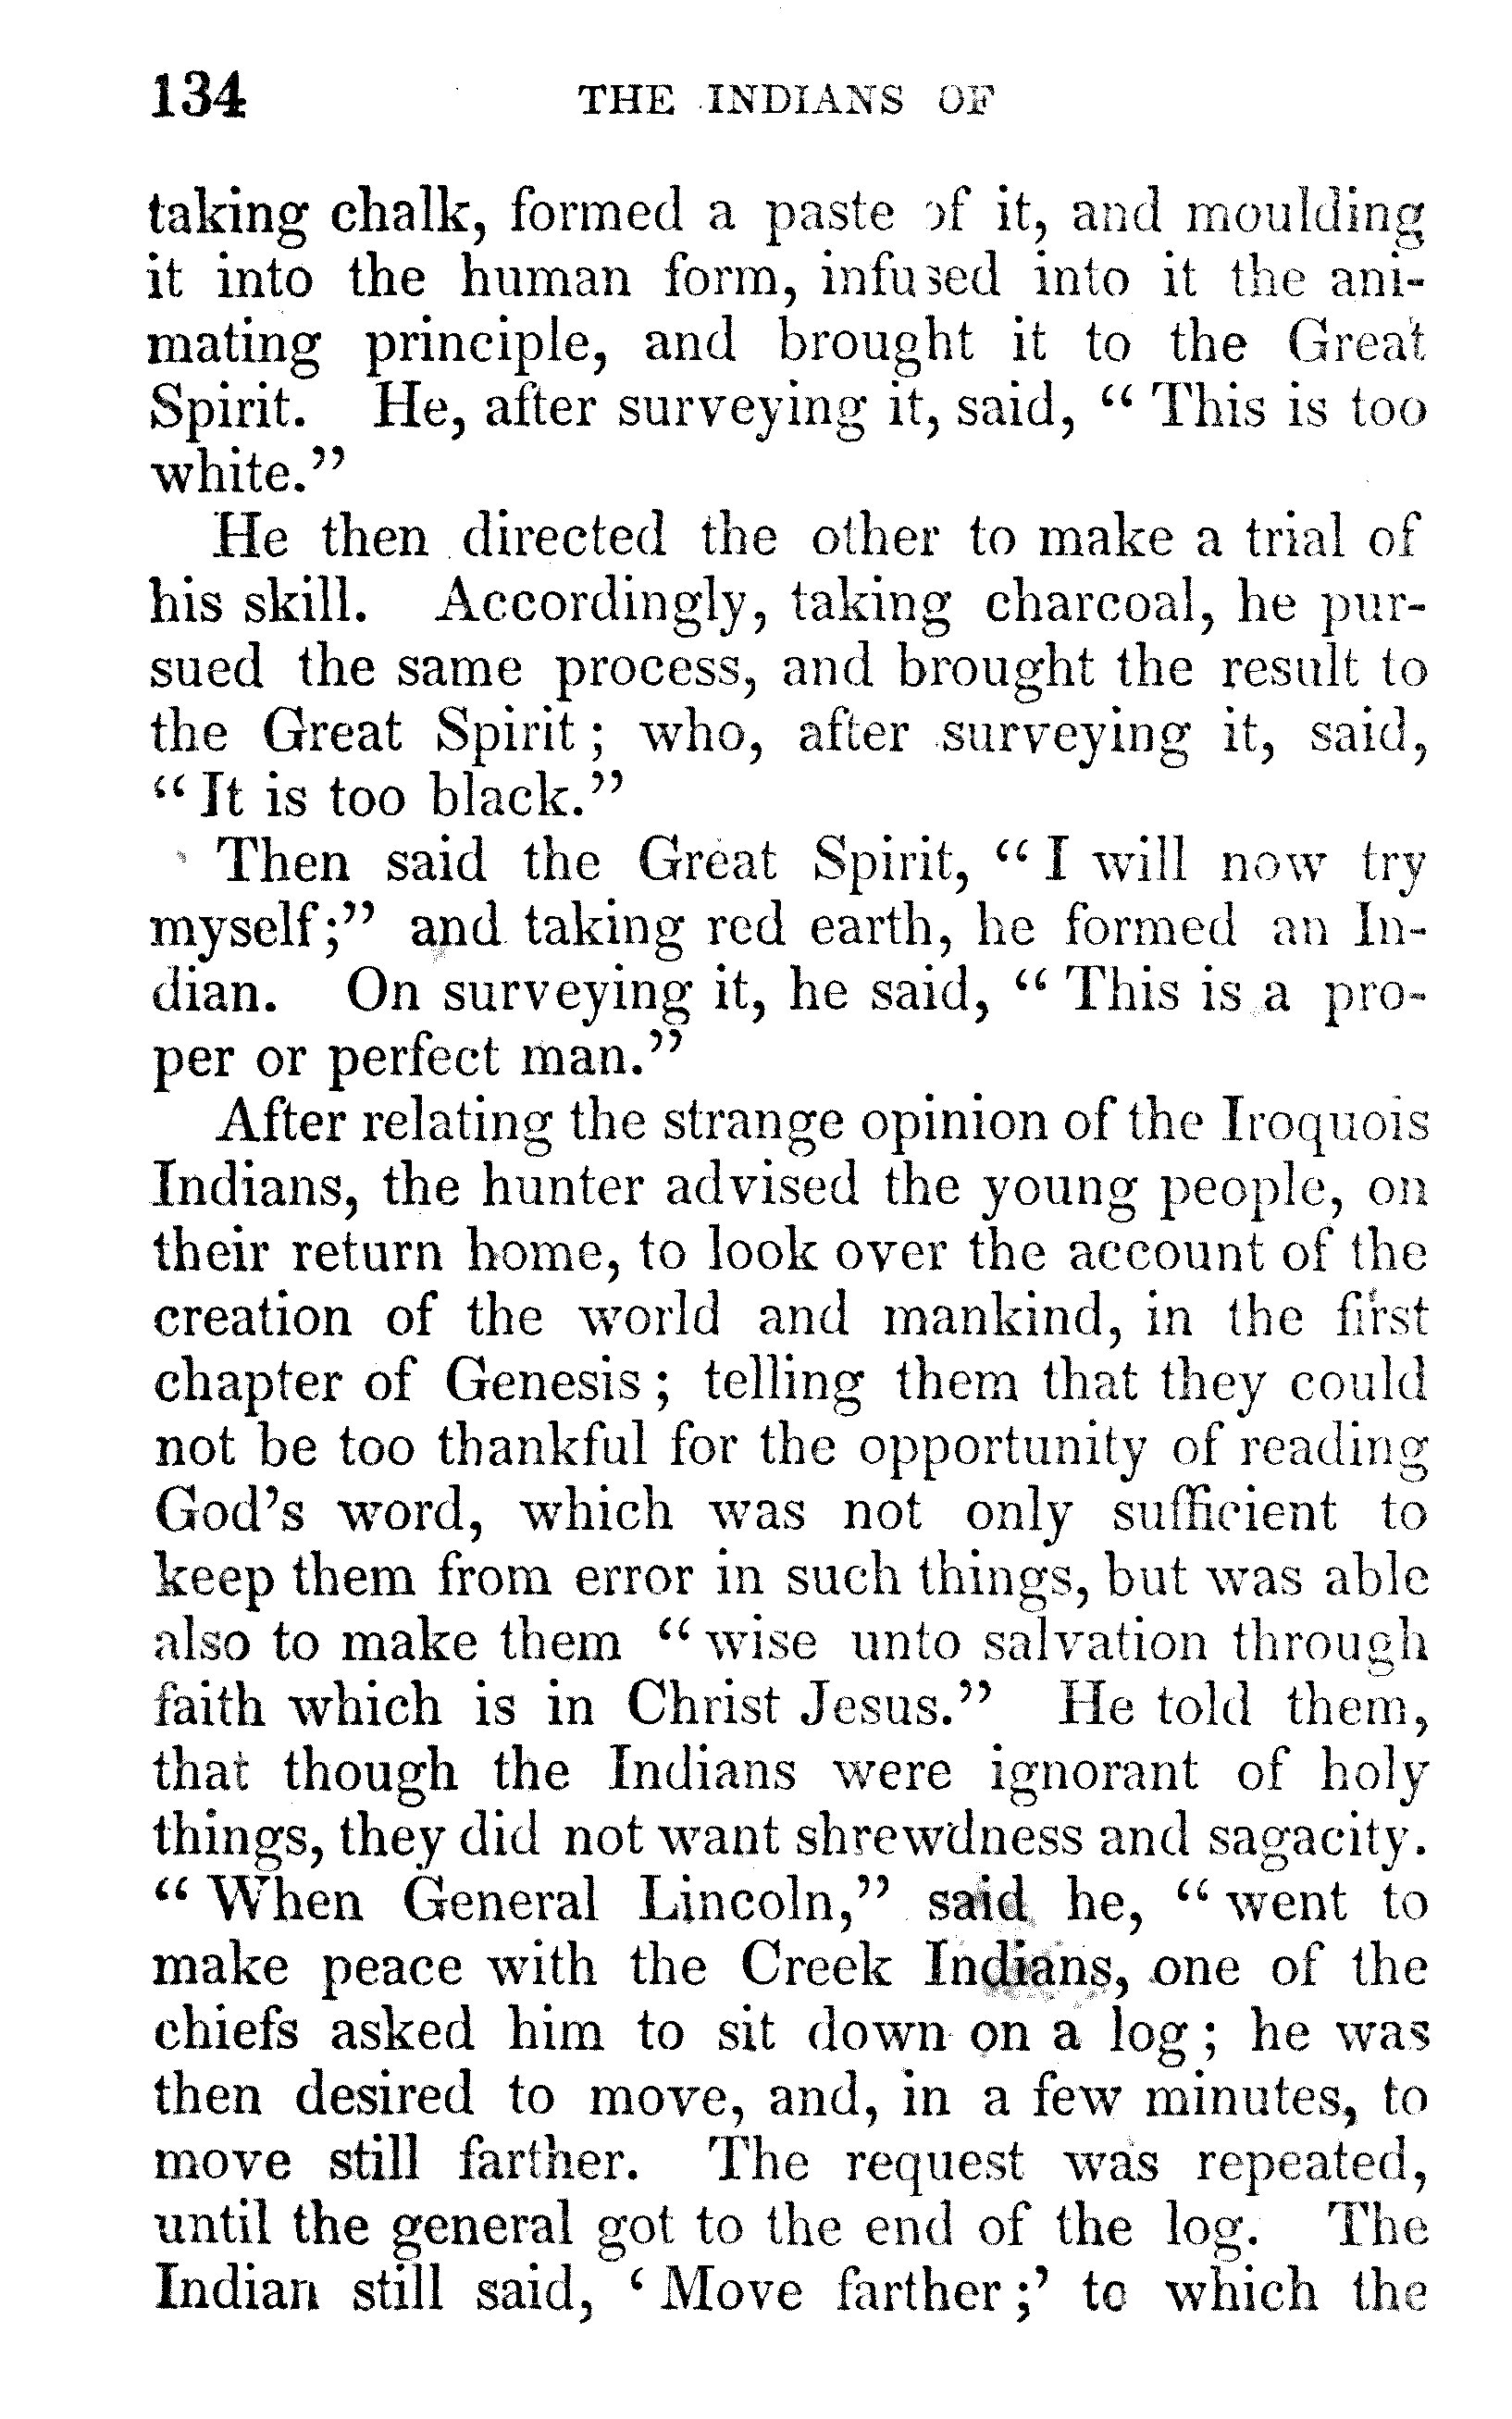 134 THE INDIANS OF
taking chalk, formed a paste of it, and moulding
it into the human form, infused into it the ani-
mating principle, and brought it to the Great
Spirit. He, after surveying it, said, “ This is too
white.”
He then directed the other to make a trial of
his skill. Accordingly, taking charcoal, he pur-
sued the same process, and brought the result to
the Great Spirit ; who, after surveying it, said,
“ It is too black.”
Then said the Great Spirit, “ I will now try
myself ;” and taking red earth, he formed an In-
dian. On surveying it, he said, “ This is a pro-
per or perfect man.”
After relating the strange opinion of the Iroquois
Indians, the hunter advised the young people, on
their return home, to look over the account of the
creation of the world and mankind, in the first
chapter of Genesis ; telling them that they could
not be too thankful for the opportunity of reading
God’s word, which was not only sufficient to
keep them from error in such things, but was able
also to make them “ wise unto salvation through
faith which is in Christ Jesus.” He told them,
that though the Indians were ignorant of holy
things, they did not want shrewdness and sagacity.
“ When General Lincoln,” said he, “ went to
make peace with the Creek Indians, one of the
chiefs asked him to sit down on a log ; he was
then desired to move, and, in a few minutes, to
move still farther. The request was repeated,
until the general got to the end of the log. The
Indian still said, ‘ Move farther ;’ to which the